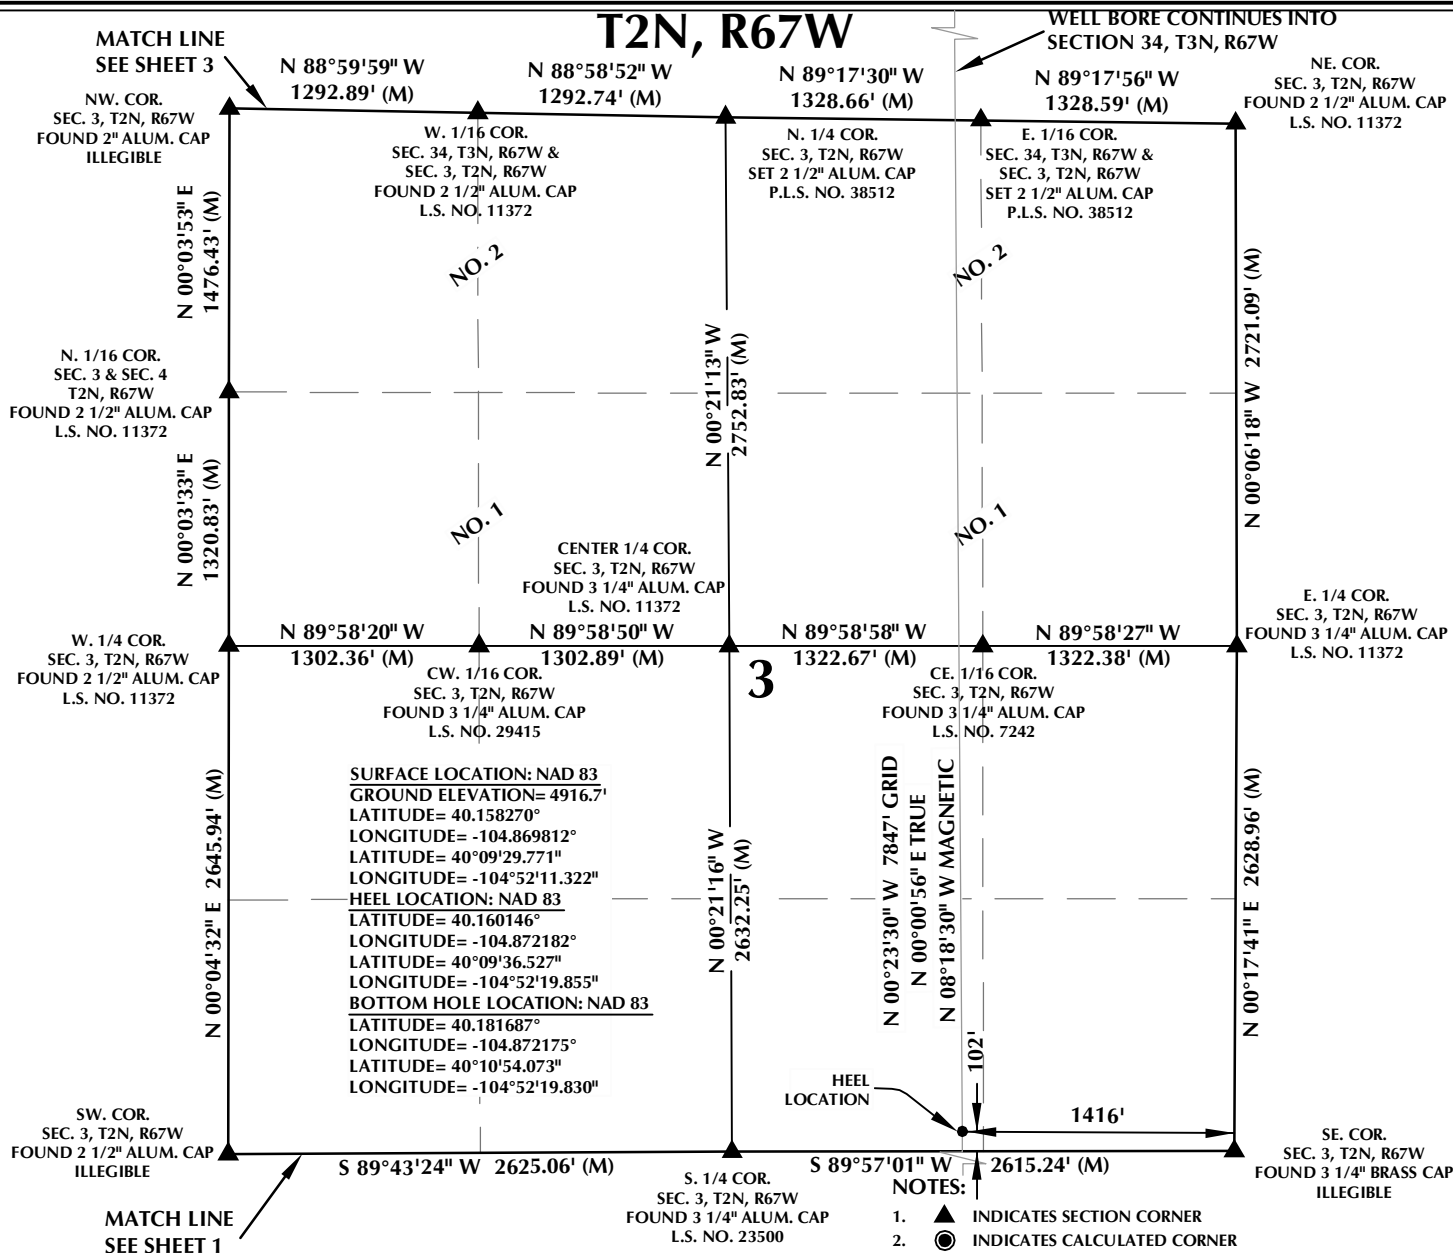 T2N, R67W
MATCH LINE
SEE SHEET 3
WELL BORE CONTINUES INTO
SECTION 34, T3N, R67W
N 88°59'59" W
1292.89' (M)
N 88°58'52" W
1292.74' (M)
N 89°17'30" W
1328.66' (M)
N 89°17'56" W
1328.59' (M)
NW. COR.
SEC. 3, T2N, R67W
FOUND 2" ALUM. CAP
ILLEGIBLE
W. 1/16 COR.
SEC. 34, T3N, R67W &
SEC. 3, T2N, R67W
FOUND 2 1/2" ALUM. CAP
L.S. NO. 11372
N. 1/4 COR.
SEC. 3, T2N, R67W
SET 2 1/2" ALUM. CAP
P.L.S. NO. 38512
E. 1/16 COR.
SEC. 34, T3N, R67W &
SEC. 3, T2N, R67W
SET 2 1/2" ALUM. CAP
P.L.S. NO. 38512
NE. COR.
SEC. 3, T2N, R67W
FOUND 2 1/2" ALUM. CAP
L.S. NO. 11372
N 00°03'53" E
1476.43' (M)
NO. 2
NO. 2
N 00°21'13" W
2752.83' (M)
N 00°06'18" W 2721.09' (M)
N. 1/16 COR.
SEC. 3 & SEC. 4
T2N, R67W
FOUND 2 1/2" ALUM. CAP
L.S. NO. 11372
N 00°03'33" E
1320.83' (M)
NO. 1
NO. 1
CENTER 1/4 COR.
SEC. 3, T2N, R67W
FOUND 3 1/4" ALUM. CAP
L.S. NO. 11372
E. 1/4 COR.
SEC. 3, T2N, R67W
FOUND 3 1/4" ALUM. CAP
L.S. NO. 11372
W. 1/4 COR.
SEC. 3, T2N, R67W
FOUND 2 1/2" ALUM. CAP
L.S. NO. 11372
N 89°58'20" W
1302.36' (M)
N 89°58'50" W
1302.89' (M)
N 89°58'58" W
1322.67' (M)
N 89°58'27" W
1322.38' (M)
3
CW. 1/16 COR.
SEC. 3, T2N, R67W
FOUND 3 1/4" ALUM. CAP
L.S. NO. 29415
CE. 1/16 COR.
SEC. 3, T2N, R67W
FOUND 3 1/4" ALUM. CAP
L.S. NO. 7242
N 00°04'32" E 2645.94' (M)
SURFACE LOCATION: NAD 83
GROUND ELEVATION= 4916.7'
LATITUDE= 40.158270°
LONGITUDE= -104.869812°
LATITUDE= 40°09'29.771"
LONGITUDE= -104°52'11.322"
HEEL LOCATION: NAD 83
LATITUDE= 40.160146°
LONGITUDE= -104.872182°
LATITUDE= 40°09'36.527"
LONGITUDE= -104°52'19.855"
BOTTOM HOLE LOCATION: NAD 83
LATITUDE= 40.181687°
LONGITUDE= -104.872175°
LATITUDE= 40°10'54.073"
LONGITUDE= -104°52'19.830"
N 00°21'16" W
2632.25' (M)
N 00°23'30" W 7847' GRID
N 00°00'56" E TRUE
N 08°18'30" W MAGNETIC
N 00°17'41" E 2628.96' (M)
102'
HEEL
LOCATION
1416'
SW. COR.
SEC. 3, T2N, R67W
FOUND 2 1/2" ALUM. CAP
ILLEGIBLE
S 89°43'24" W 2625.06' (M)
S 89°57'01" W 2615.24' (M)
S. 1/4 COR.
SEC. 3, T2N, R67W
FOUND 3 1/4" ALUM. CAP
L.S. NO. 23500
SE. COR.
SEC. 3, T2N, R67W
FOUND 3 1/4" BRASS CAP
ILLEGIBLE
MATCH LINE
SEE SHEET 1
NOTES:
1. INDICATES SECTION CORNER
2. INDICATES CALCULATED CORNER